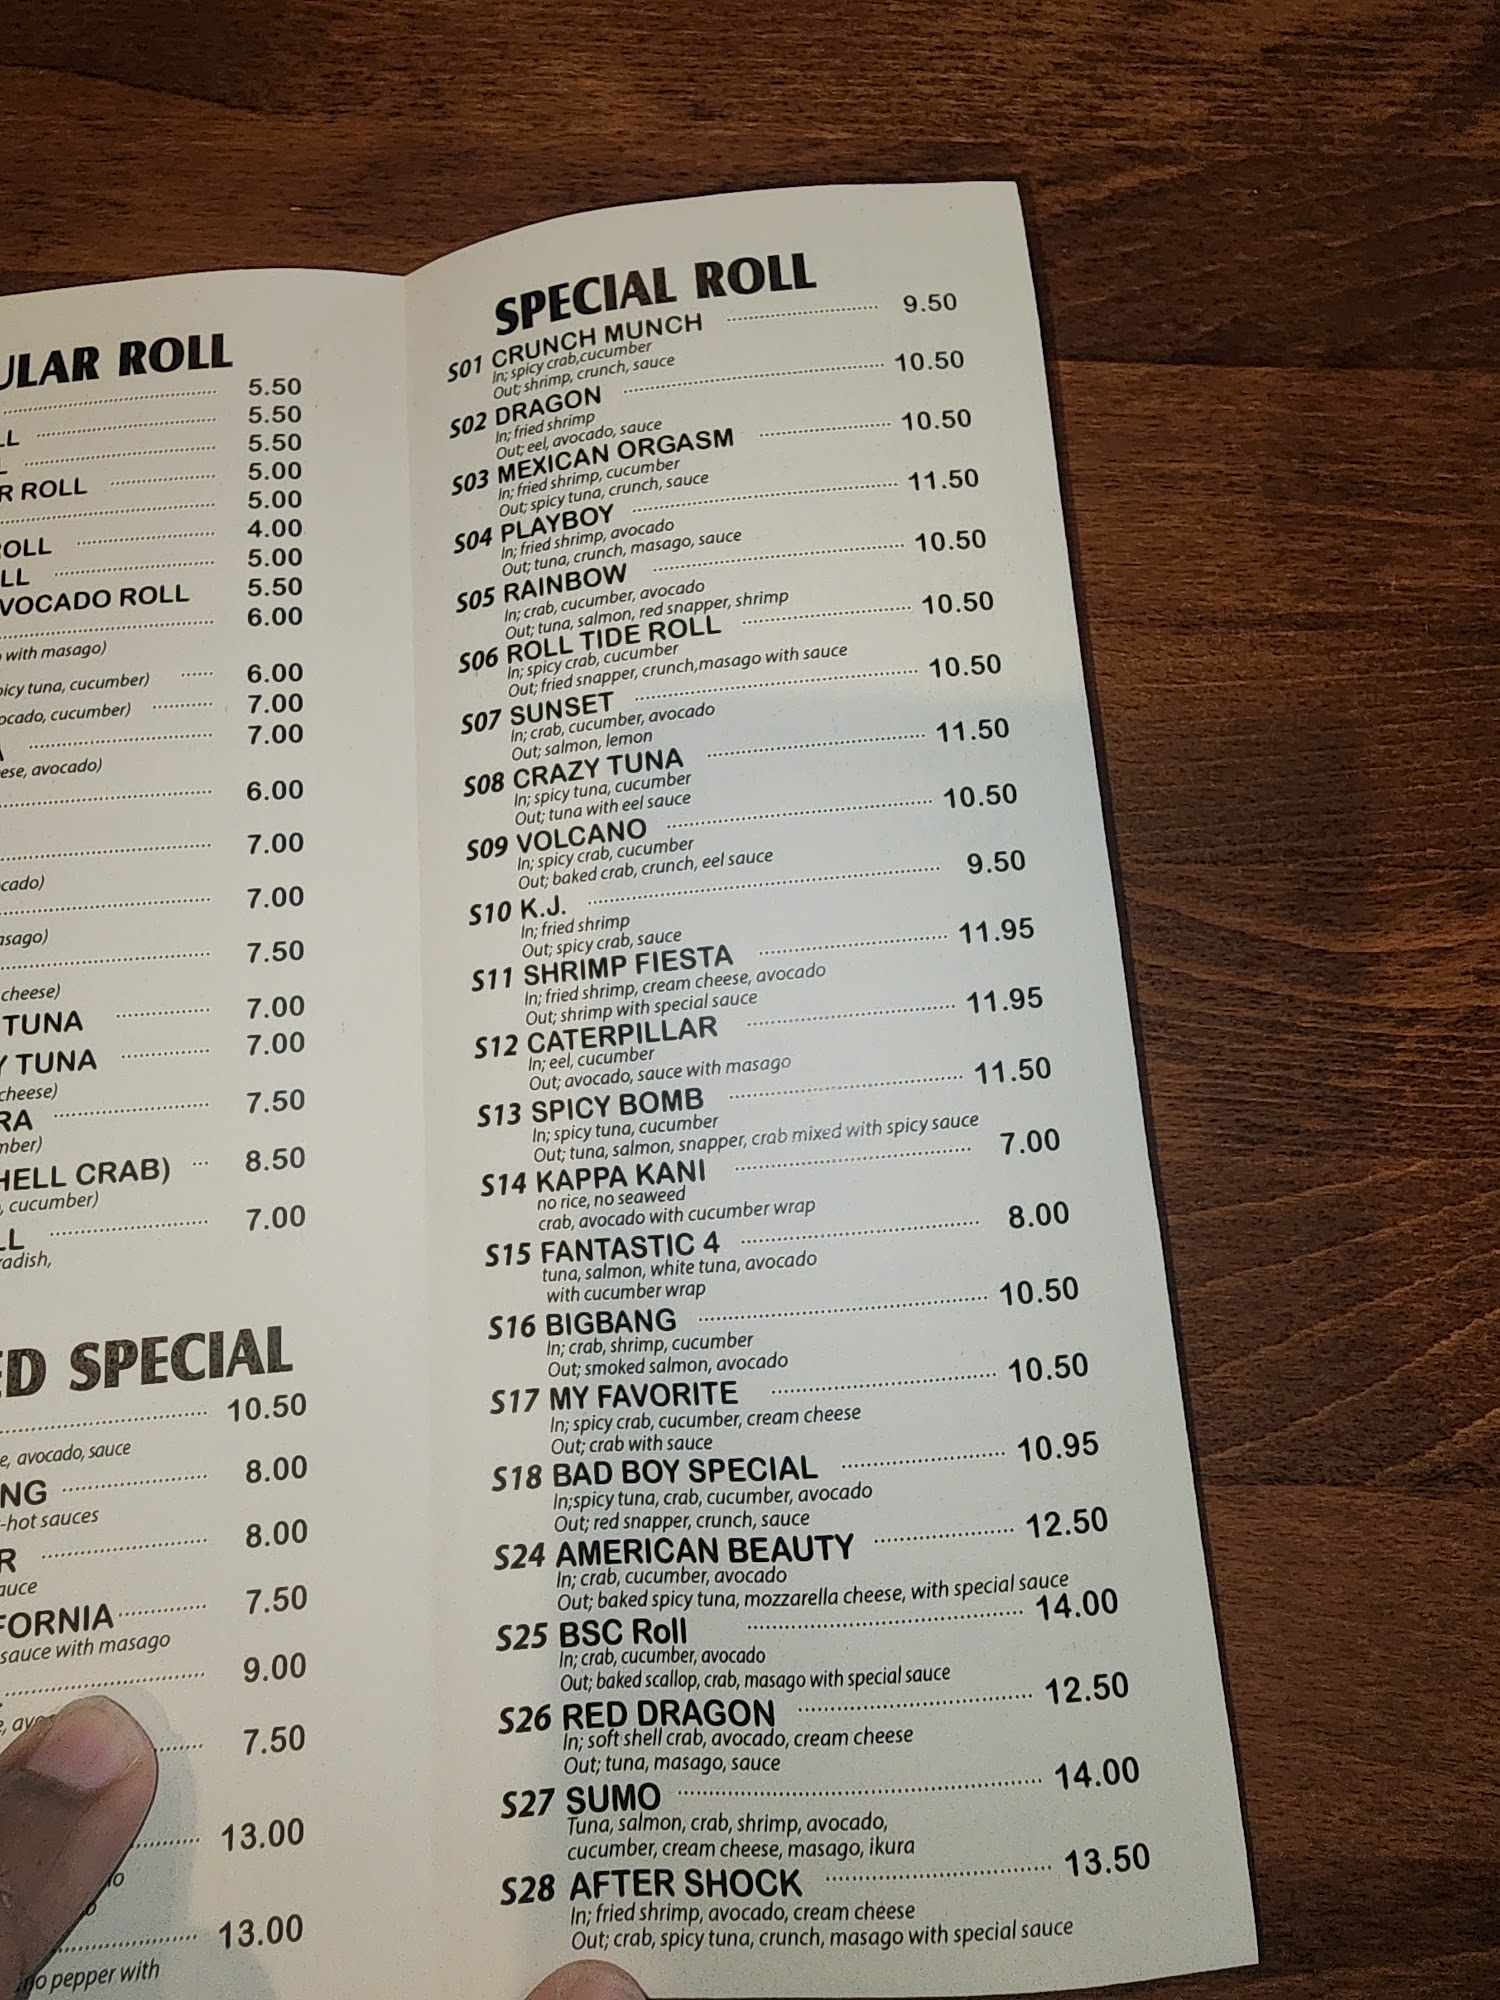 ULAR ROLL
5.50
LL 5.50
L 5.50
R ROLL 5.00
5.00
ROLL 4.00
LL 5.00
VOCADO ROLL 5.50
6.00
with masago)
icy tuna, cucumber) 6.00
ocado, cucumber) 7.00
7.00
ese, avocado)
6.00
7.00
cado)
7.00
asago)
7.50
cheese)
TUNA 7.00
Y TUNA 7.00
cheese)
RA 7.50
mber)
HELL CRAB) 8.50
, cucumber)
LL 7.00
radish,
ED SPECIAL
10.50
e, avocado, sauce
NG 8.00
-hot sauces
R 8.00
auce
FORNIA 7.50
sauce with masago
9.00
7.50
13.00
13.00
no pepper with
SPECIAL ROLL
S01 CRUNCH MUNCH 9.50
In; spicy crab,cucumber
Out; shrimp, crunch, sauce
S02 DRAGON 10.50
In; fried shrimp
Out; eel, avocado, sauce
S03 MEXICAN ORGASM 10.50
In; fried shrimp, cucumber
Out; spicy tuna, crunch, sauce
S04 PLAYBOY 11.50
In; fried shrimp, avocado
Out; tuna, crunch, masago, sauce
S05 RAINBOW 10.50
In; crab, cucumber, avocado
Out; tuna, salmon, red snapper, shrimp
S06 ROLL TIDE ROLL 10.50
In; spicy crab, cucumber
Out; fried snapper, crunch,masago with sauce
S07 SUNSET 10.50
In; crab, cucumber, avocado
Out; salmon, lemon
S08 CRAZY TUNA 11.50
In; spicy tuna, cucumber
Out; tuna with eel sauce
S09 VOLCANO 10.50
In; spicy crab, cucumber
Out; baked crab, crunch, eel sauce
S10 K.J. 9.50
In; fried shrimp
Out; spicy crab, sauce
S11 SHRIMP FIESTA 11.95
In; fried shrimp, cream cheese, avocado
Out; shrimp with special sauce
S12 CATERPILLAR 11.95
In; eel, cucumber
Out; avocado, sauce with masago
S13 SPICY BOMB 11.50
In; spicy tuna, cucumber
Out; tuna, salmon, snapper, crab mixed with spicy sauce
S14 KAPPA KANI 7.00
no rice, no seaweed
crab, avocado with cucumber wrap
S15 FANTASTIC 4 8.00
tuna, salmon, white tuna, avocado
with cucumber wrap
S16 BIGBANG 10.50
In; crab, shrimp, cucumber
Out; smoked salmon, avocado
S17 MY FAVORITE 10.50
In; spicy crab, cucumber, cream cheese
Out; crab with sauce
S18 BAD BOY SPECIAL 10.95
In;spicy tuna, crab, cucumber, avocado
Out; red snapper, crunch, sauce
S24 AMERICAN BEAUTY 12.50
In; crab, cucumber, avocado
Out; baked spicy tuna, mozzarella cheese, with special sauce
S25 BSC Roll 14.00
In; crab, cucumber, avocado
Out; baked scallop, crab, masago with special sauce
S26 RED DRAGON 12.50
In; soft shell crab, avocado, cream cheese
Out; tuna, masago, sauce
S27 SUMO 14.00
Tuna, salmon, crab, shrimp, avocado,
cucumber, cream cheese, masago, ikura
S28 AFTER SHOCK 13.50
In; fried shrimp, avocado, cream cheese
Out; crab, spicy tuna, crunch, masago with special sauce